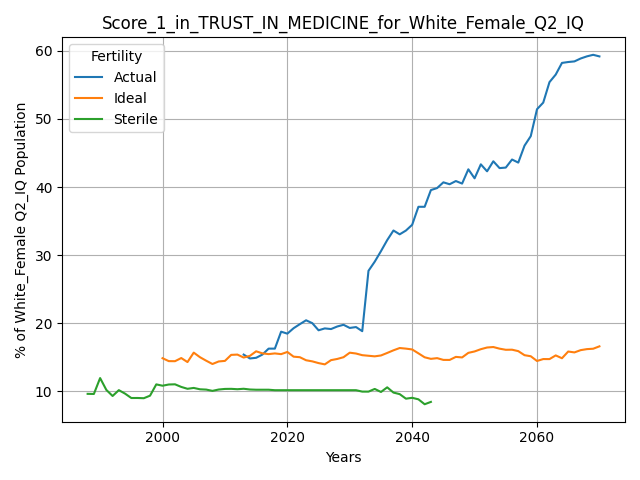 Score_1_in_TRUST_IN_MEDICINE_for_White_Female_Q2_IQ
Fertility
Actual
Ideal
Sterile
% of White_Female Q2_IQ Population
60
50
40
30
20
10
2000 2020 2040 2060
Years